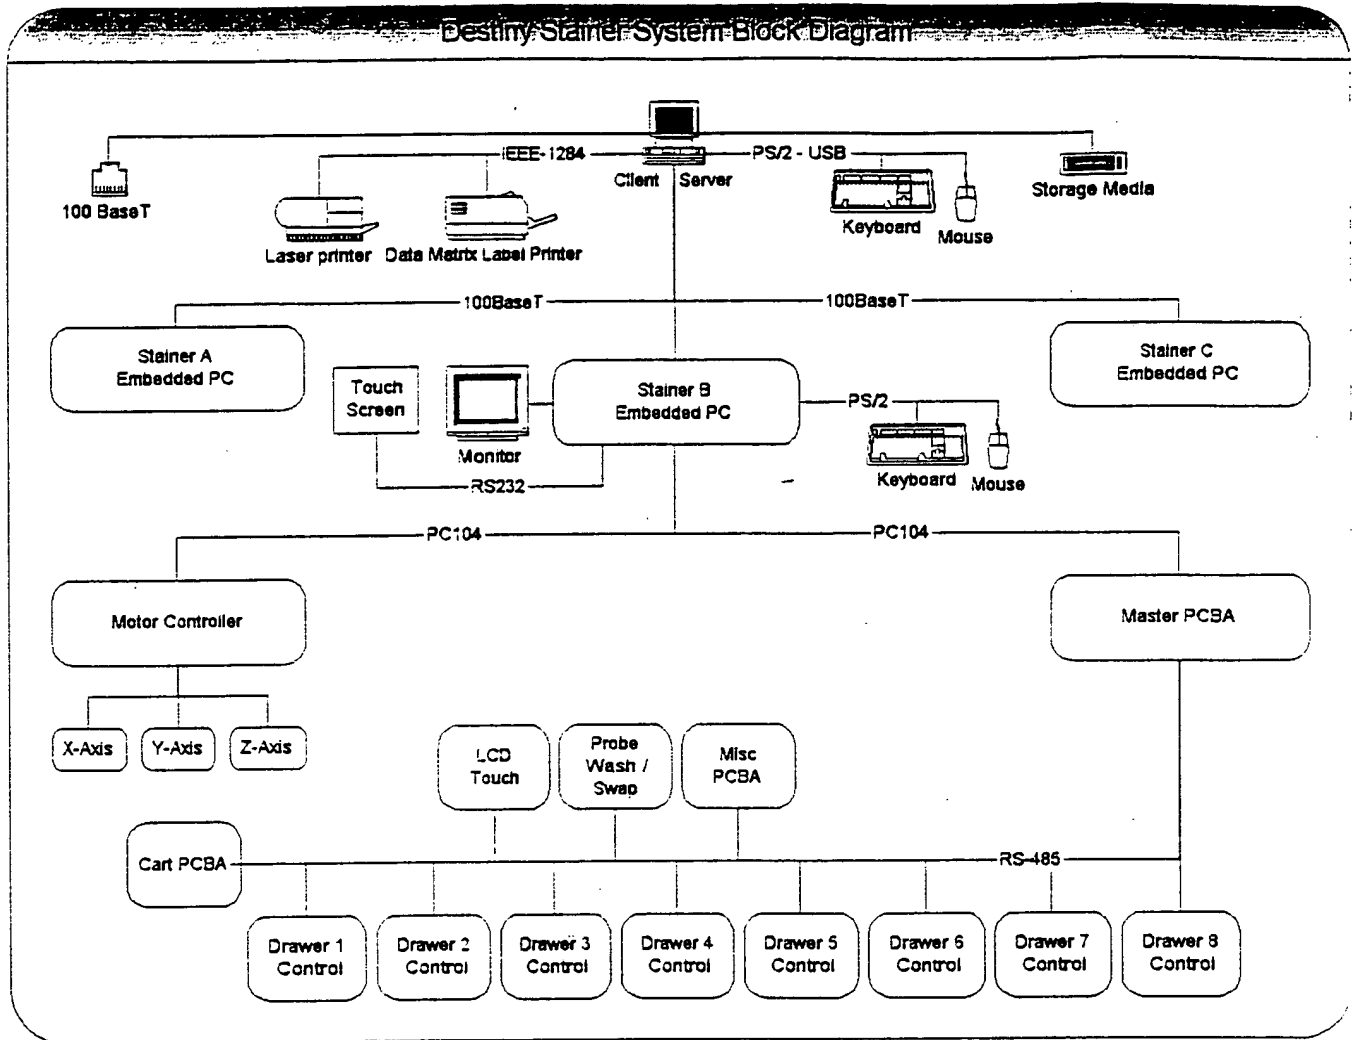 Destiny Stainer System Block Diagram
IEEE-1284
PS/2 - USB
Client Server
100 BaseT
Storage Media
Keyboard
Mouse
Laser printer
Data Matrix Label Printer
100BaseT
100BaseT
Stainer A
Embedded PC
Stainer C
Embedded PC
Touch
Screen
Stainer B
Embedded PC
PS/2
Monitor
Keyboard
Mouse
RS232
PC104
PC104
Motor Controller
Master PCBA
X-Axis
Y-Axis
Z-Axis
LCD
Touch
Probe
Wash /
Swap
Misc
PCBA
Cart PCBA
RS-485
Drawer 1
Control
Drawer 2
Control
Drawer 3
Control
Drawer 4
Control
Drawer 5
Control
Drawer 6
Control
Drawer 7
Control
Drawer 8
Control